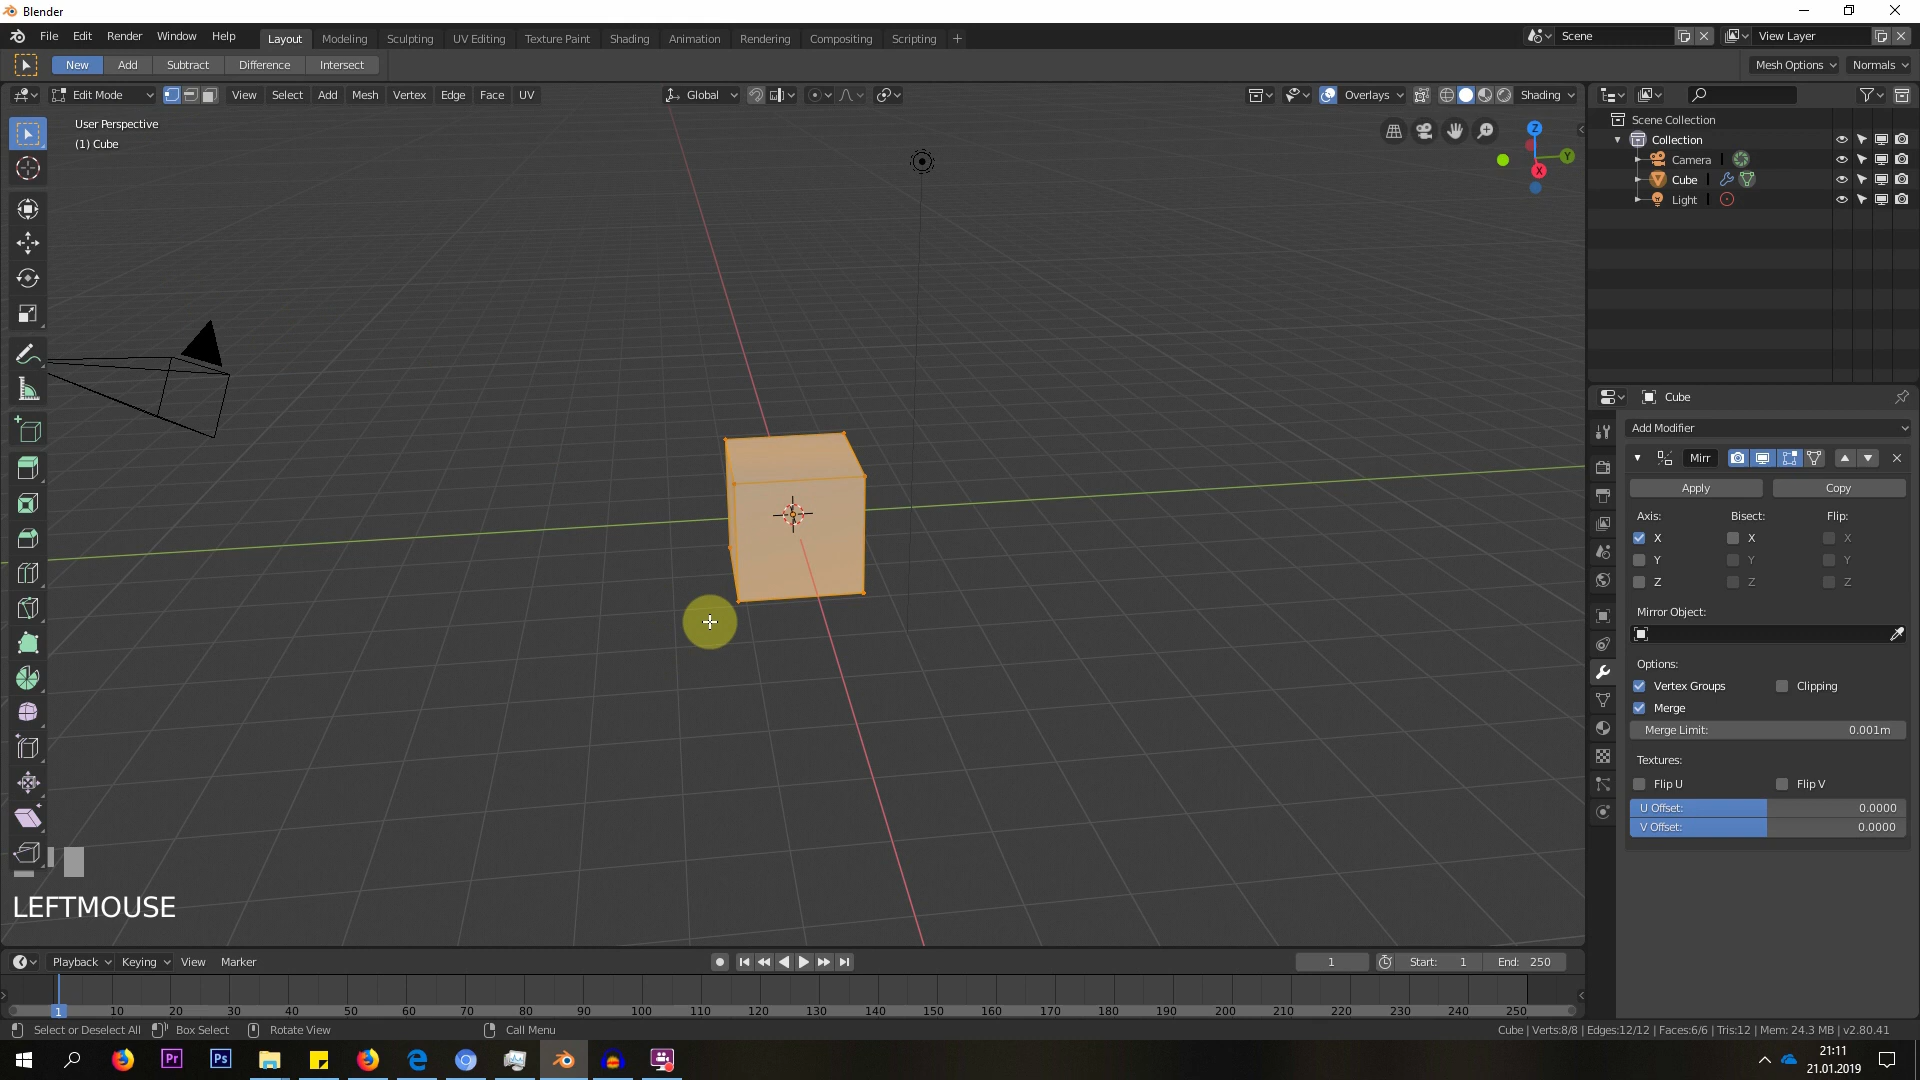 Blender
File Edit Render Window Help Layout Modeling Sculpting UV Editing Texture Paint Shading Animation Rendering Compositing Scripting + Scene View Layer
New Add Subtract Difference Intersect Mesh Options Normals
Edit Mode View Select Add Mesh Vertex Edge Face UV Global Overlays Shading
User Perspective
(1) Cube
Z
Y
X
Scene Collection
Collection
Camera
Cube
Light
Cube
Add Modifier
Mirr
Apply Copy
Axis: Bisect: Flip:
X X X
Y Y Y
Z Z Z
Mirror Object:
Options:
Vertex Groups Clipping
Merge
Merge Limit: 0.001m
Textures:
Flip U Flip V
U Offset: 0.0000
V Offset: 0.0000
LEFTMOUSE
Playback Keying View Marker 1 Start: 1 End: 250
1 10 20 30 40 50 60 70 80 90 100 110 120 130 140 150 160 170 180 190 200 210 220 230 240 250
Select or Deselect All Box Select Rotate View Call Menu Cube | Verts:8/8 | Edges:12/12 | Faces:6/6 | Tris:12 | Mem: 24.3 MB | v2.80.41
Pr Ps 21:11
21.01.2019